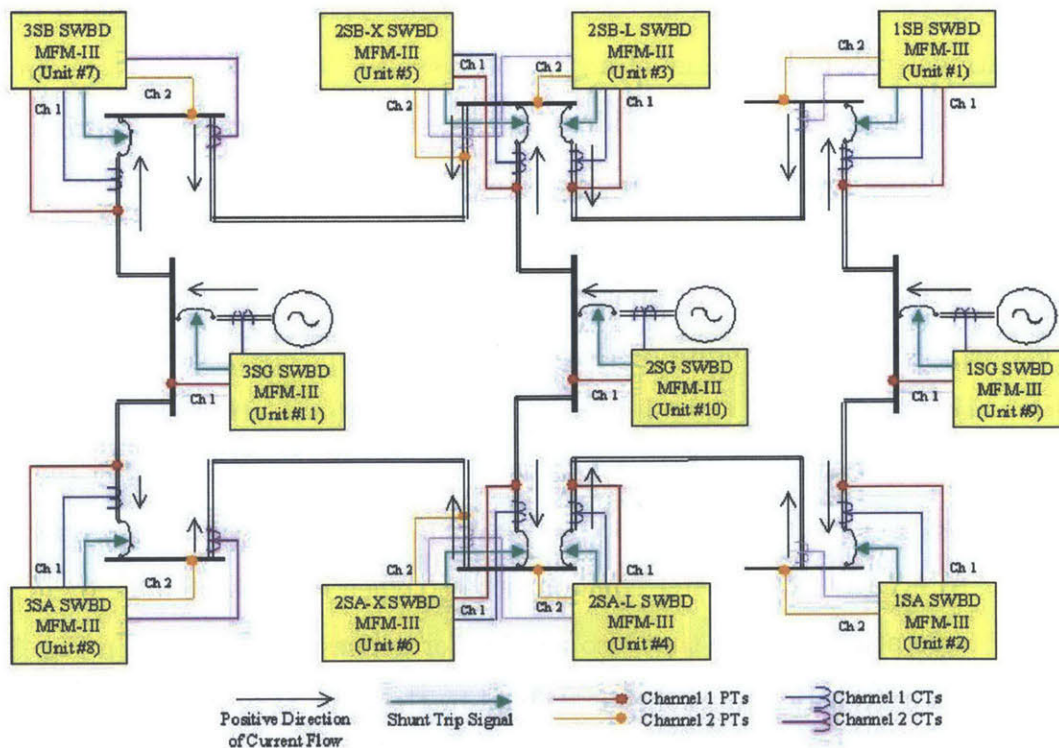 3SB SWBD
MFM-III
(Unit #7)
Ch 1
Ch 2
2SB-X SWBD
MFM-III
(Unit #5)
Ch 1
Ch 2
2SB-L SWBD
MFM-III
(Unit #3)
Ch 2
Ch 1
1SB SWBD
MFM-III
(Unit #1)
Ch 2
Ch 1
3SG SWBD
MFM-III
(Unit #11)
Ch 1
2SG SWBD
MFM-III
(Unit #10)
Ch 1
1SG SWBD
MFM-III
(Unit #9)
Ch 1
3SA SWBD
MFM-III
(Unit #8)
Ch 1
Ch 2
2SA-X SWBD
MFM-III
(Unit #6)
Ch 2
Ch 1
2SA-L SWBD
MFM-III
(Unit #4)
Ch 1
Ch 2
1SA SWBD
MFM-III
(Unit #2)
Ch 1
Ch 2
Positive Direction
of Current Flow
Shunt Trip Signal
Channel 1 PTs
Channel 2 PTs
Channel 1 CTs
Channel 2 CTs